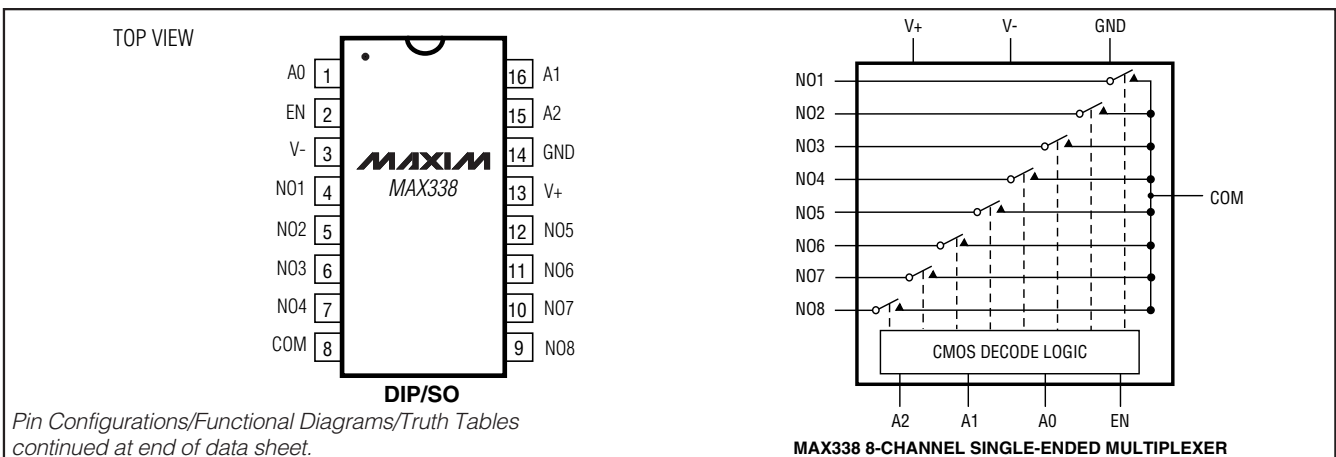 TOP VIEW
A0 1 16 A1
EN 2 15 A2
V- 3 14 GND
NO1 4 13 V+
NO2 5 12 NO5
NO3 6 11 NO6
NO4 7 10 NO7
COM 8 9 NO8
MAXIM
MAX338
DIP/SO
Pin Configurations/Functional Diagrams/Truth Tables
continued at end of data sheet.
V+ V- GND
NO1
NO2
NO3
NO4
NO5
NO6
NO7
NO8
COM
CMOS DECODE LOGIC
A2 A1 A0 EN
MAX338 8-CHANNEL SINGLE-ENDED MULTIPLEXER